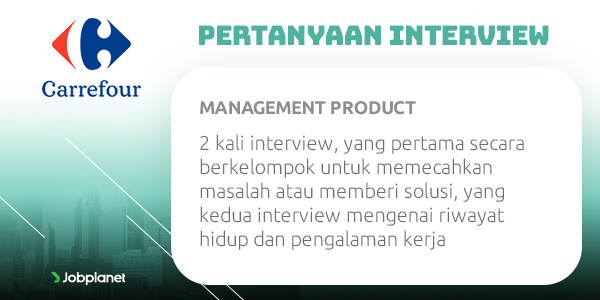 PERTANYAAN INTERVIEW
Carrefour
MANAGEMENT PRODUCT
2 kali interview, yang pertama secara
berkelompok untuk memecahkan
masalah atau memberi solusi, yang
kedua interview mengenai riwayat
hidup dan pengalaman kerja
Jobplanet